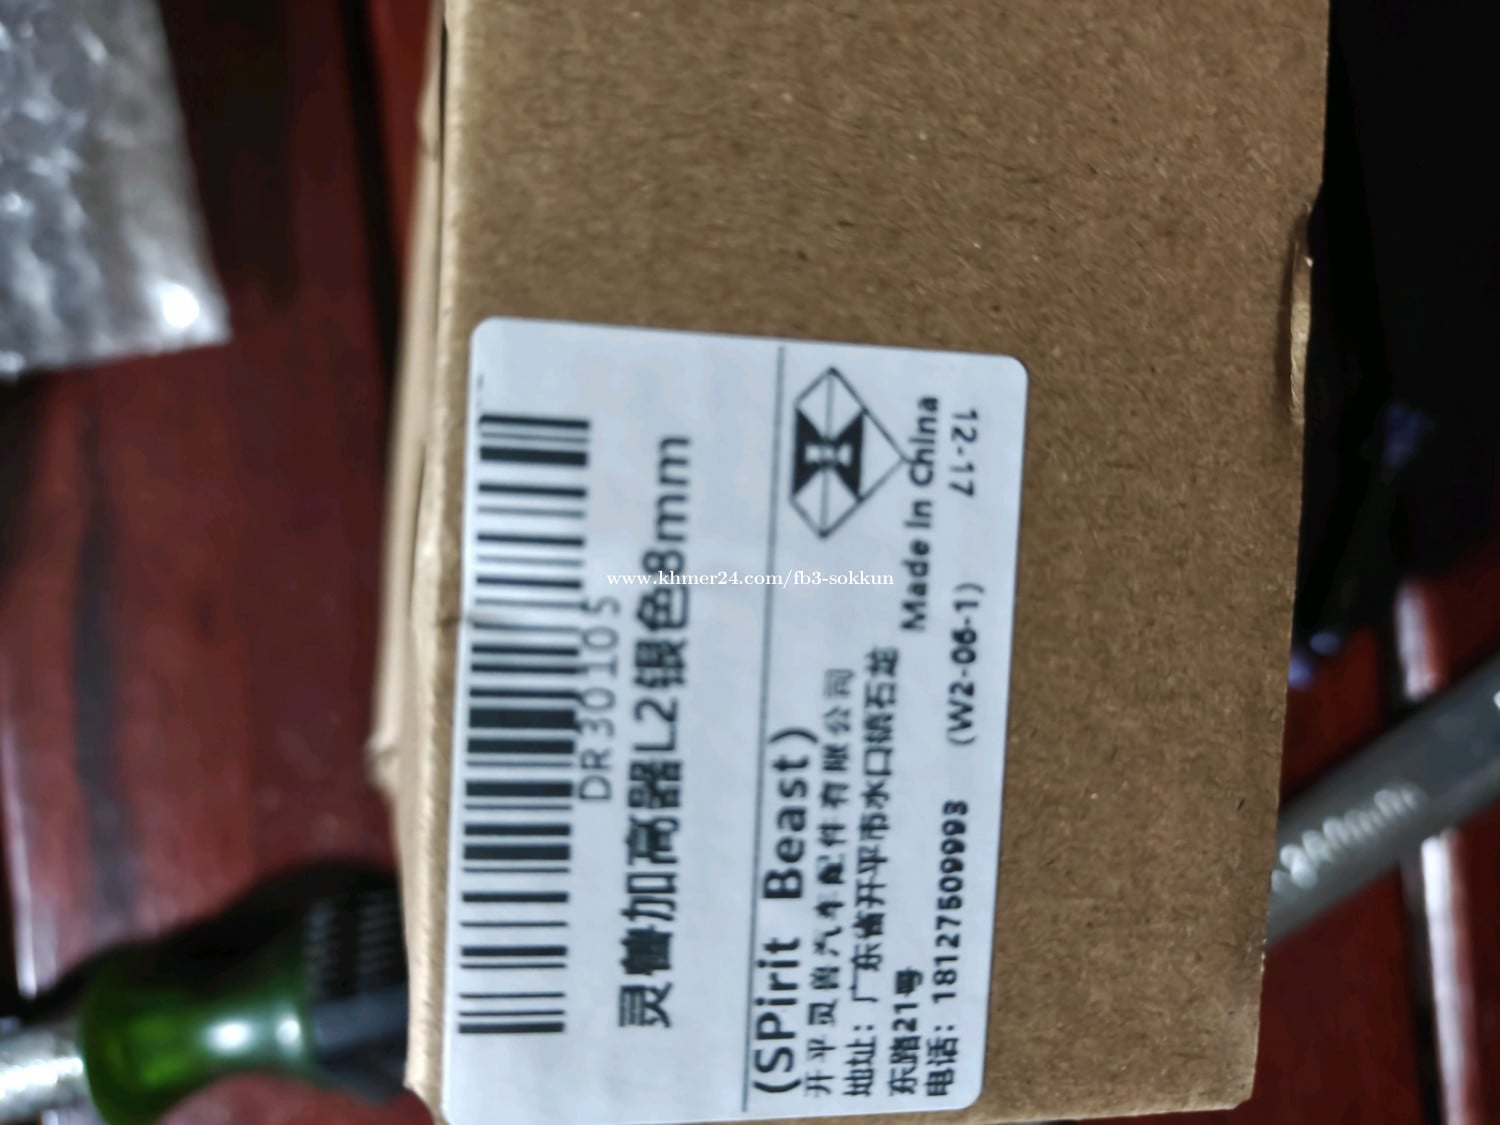 DR30105
灵兽加高器L2银色8mm
(SPirit Beast)
开平灵兽汽车配件有限公司
地址：广东省开平市水口镇石龙
东路21号
Made In China
电话：18127509993 (W2-06-1) 12-17
www.khmer24.com/fb3-sokkun